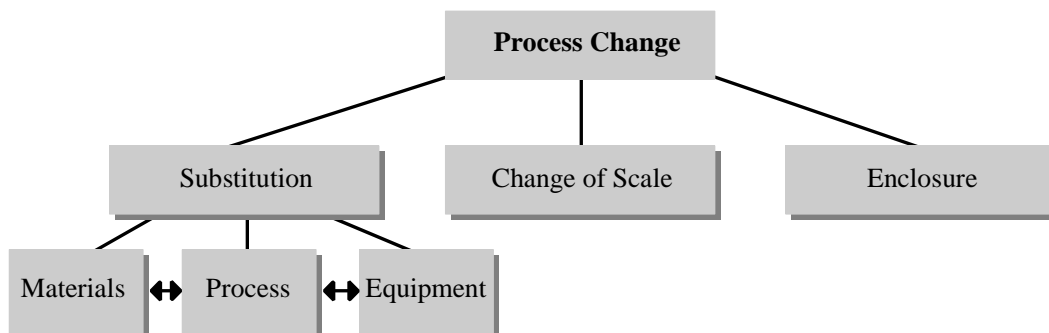 Process Change
Substitution
Change of Scale
Enclosure
Materials
Process
Equipment